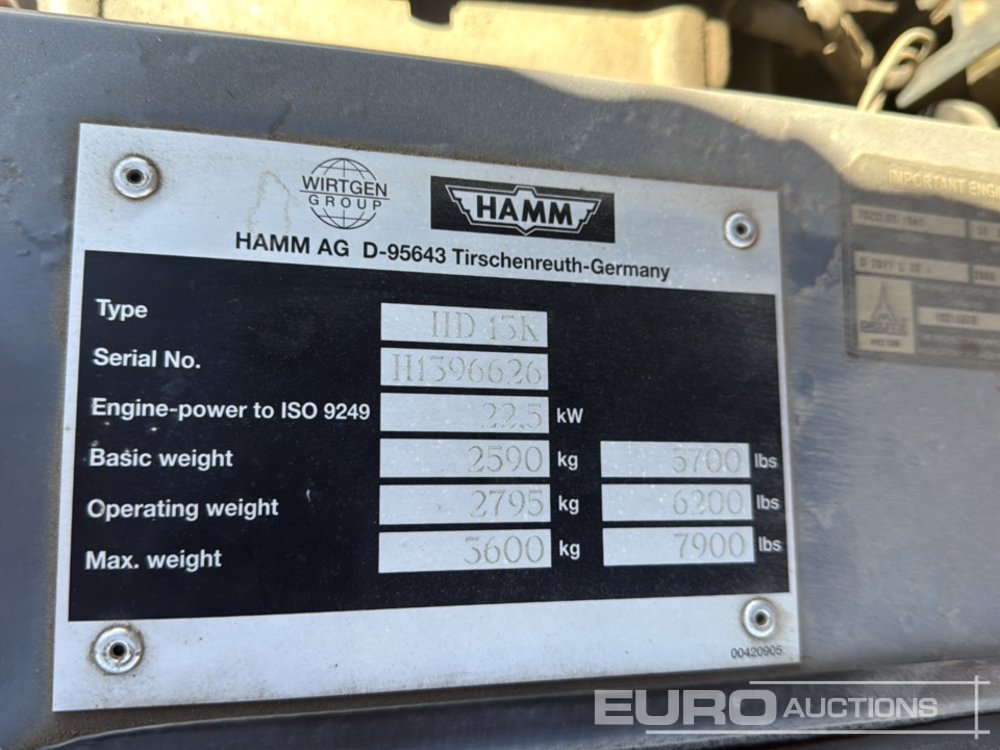 WIRTGEN
GROUP
HAMM
HAMM AG D-95643 Tirschenreuth-Germany
Type HD 13K
Serial No. H1396626
Engine-power to ISO 9249 22,5 kW
Basic weight 2590 kg 5700 lbs
Operating weight 2795 kg 6200 lbs
Max. weight 3600 kg 7900 lbs
00420905
IMPORTANT ENG
EURO AUCTIONS